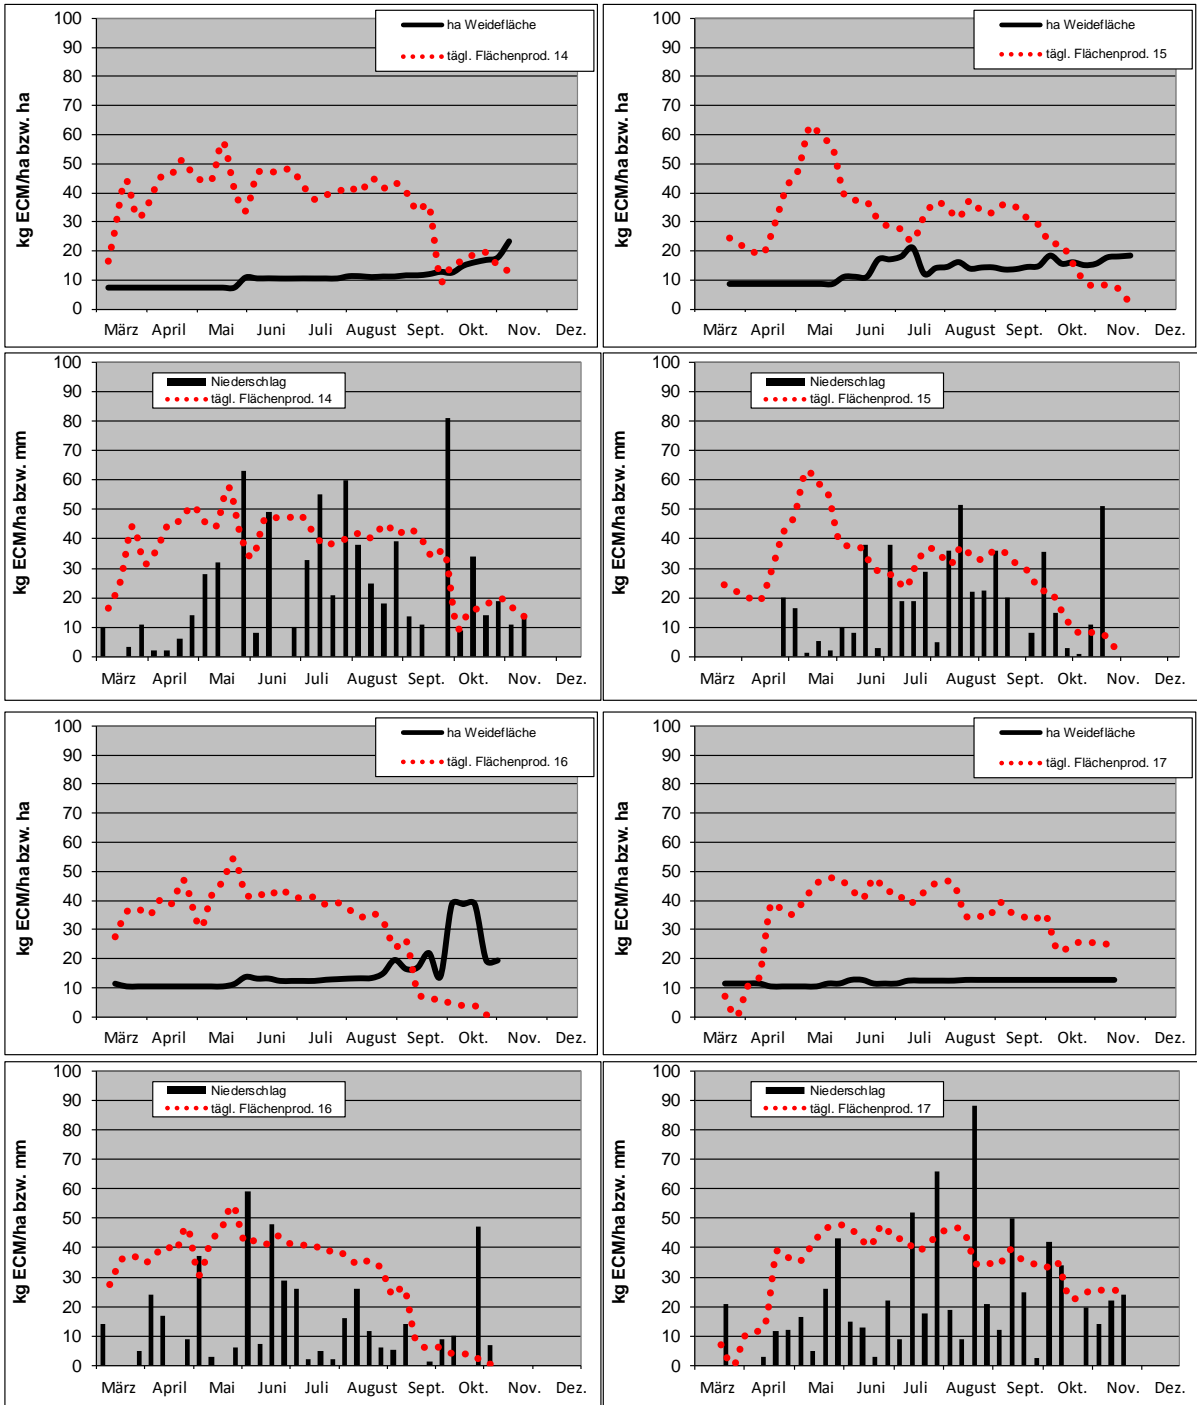 kg ECM/ha bzw. ha
100
90
80
70
60
50
40
30
20
10
0
ha Weidefläche
tägl. Flächenprod. 14
März April Mai Juni Juli August Sept. Okt. Nov. Dez.
kg ECM/ha bzw. ha
100
90
80
70
60
50
40
30
20
10
0
ha Weidefläche
tägl. Flächenprod. 15
März April Mai Juni Juli August Sept. Okt. Nov. Dez.
kg ECM/ha bzw. mm
100
90
80
70
60
50
40
30
20
10
0
Niederschlag
tägl. Flächenprod. 14
März April Mai Juni Juli August Sept. Okt. Nov. Dez.
kg ECM/ha bzw. mm
100
90
80
70
60
50
40
30
20
10
0
Niederschlag
tägl. Flächenprod. 15
März April Mai Juni Juli August Sept. Okt. Nov. Dez.
kg ECM/ha bzw. ha
100
90
80
70
60
50
40
30
20
10
0
ha Weidefläche
tägl. Flächenprod. 16
März April Mai Juni Juli August Sept. Okt. Nov. Dez.
kg ECM/ha bzw. ha
100
90
80
70
60
50
40
30
20
10
0
ha Weidefläche
tägl. Flächenprod. 17
März April Mai Juni Juli August Sept. Okt. Nov. Dez.
kg ECM/ha bzw. mm
100
90
80
70
60
50
40
30
20
10
0
Niederschlag
tägl. Flächenprod. 16
März April Mai Juni Juli August Sept. Okt. Nov. Dez.
kg ECM/ha bzw. mm
100
90
80
70
60
50
40
30
20
10
0
Niederschlag
tägl. Flächenprod. 17
März April Mai Juni Juli August Sept. Okt. Nov. Dez.